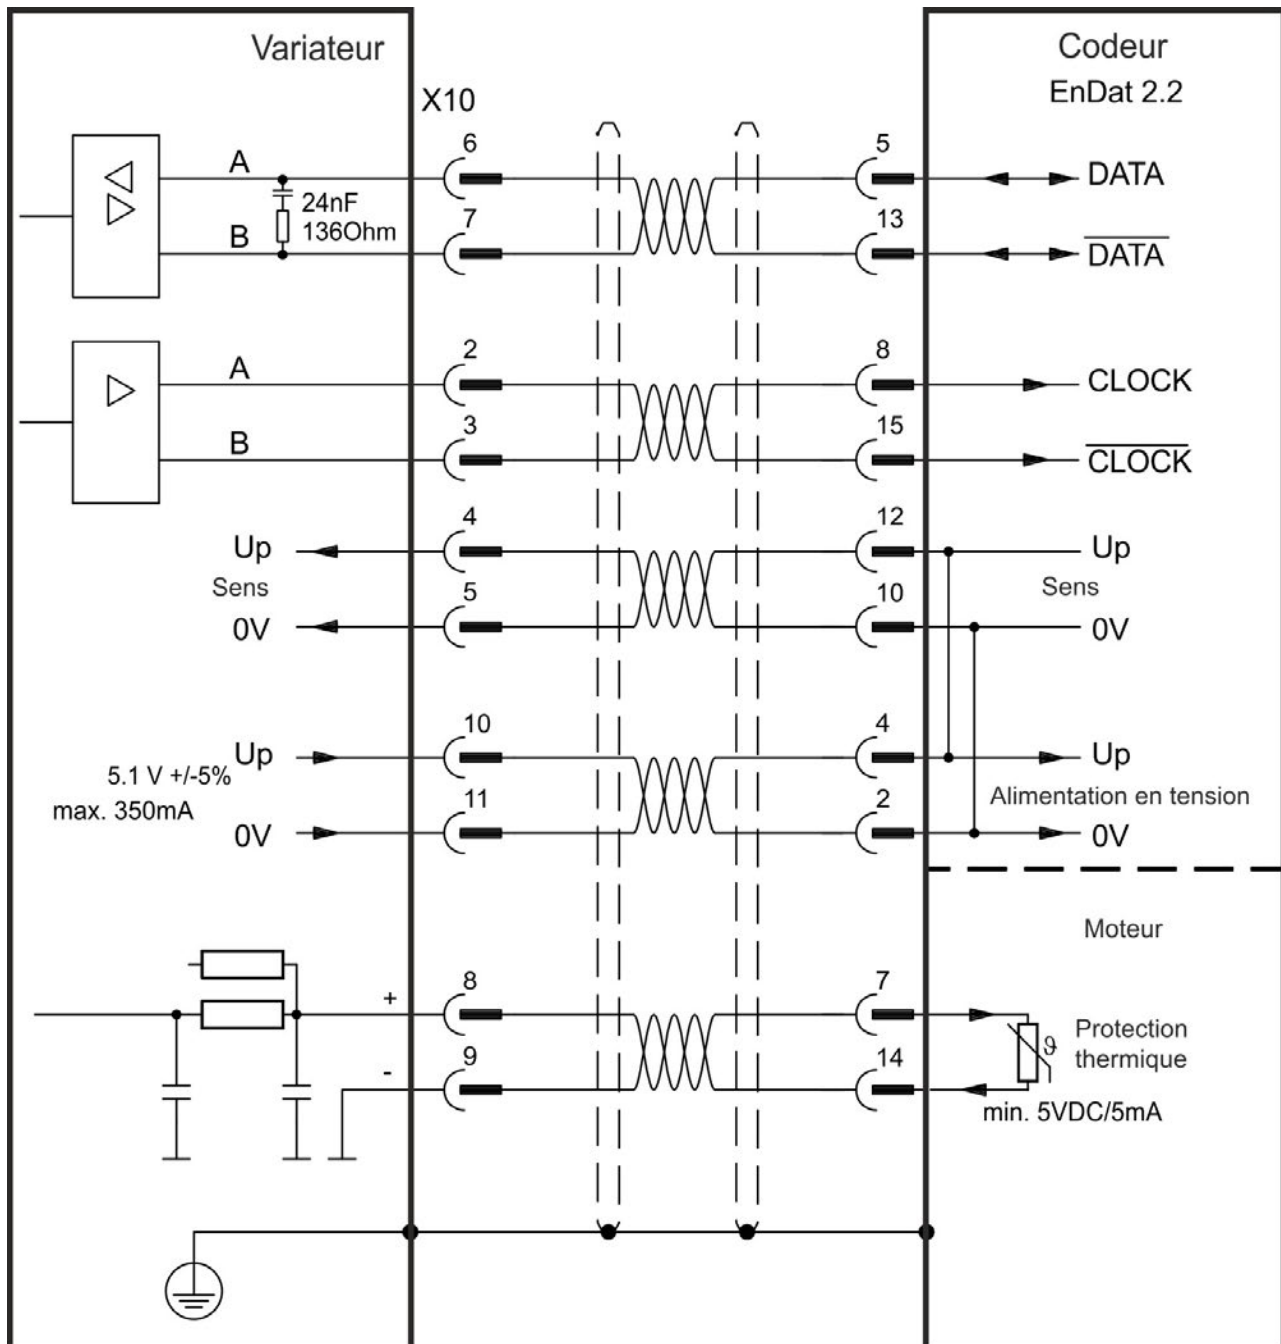 Variateur
Codeur
EnDat 2.2
X10
A
6
5
DATA
24nF
136Ohm
B
7
13
DATA
A
2
8
CLOCK
B
3
15
CLOCK
Up
4
12
Up
Sens
Sens
0V
5
10
0V
Up
10
4
Up
5.1 V +/-5%
max. 350mA
Alimentation en tension
0V
11
2
0V
Moteur
+
8
7
Protection
thermique
ϑ
-
9
14
min. 5VDC/5mA